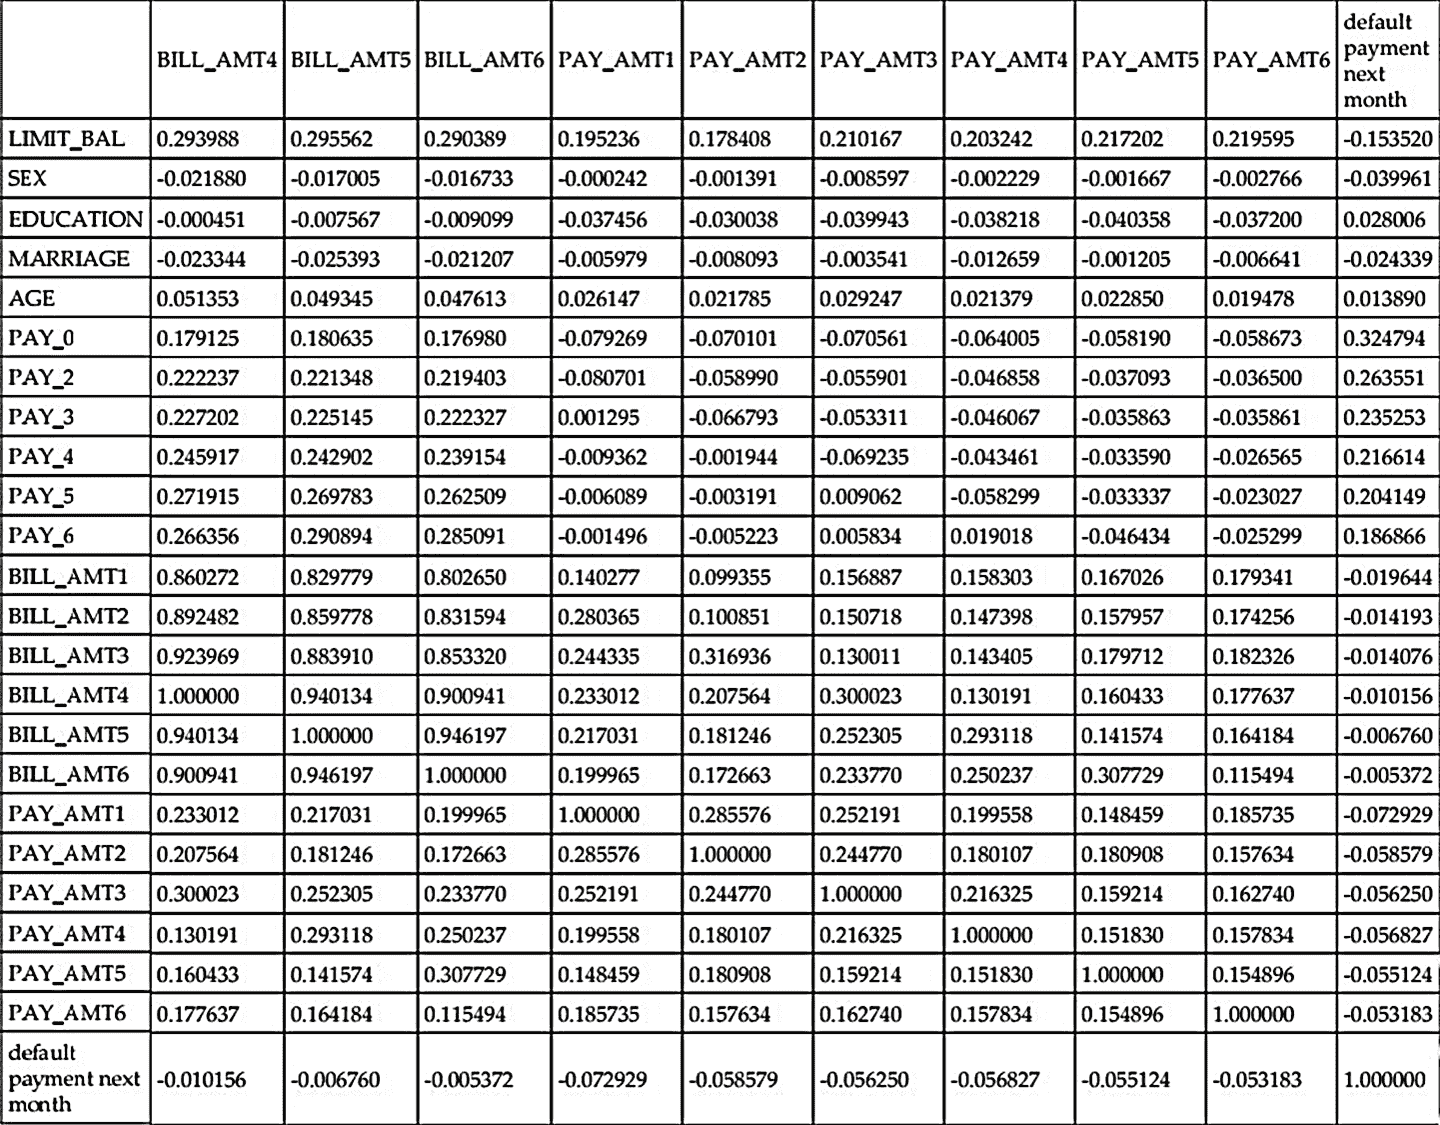 BILL_AMT4 BILL_AMT5 BILL_AMT6 PAY_AMT1 PAY_AMT2 PAY_AMT3 PAY_AMT4 PAY_AMT5 PAY_AMT6 default payment next month
LIMIT_BAL 0.293988 0.295562 0.290389 0.195236 0.178408 0.210167 0.203242 0.217202 0.219595 -0.153520
SEX -0.021880 -0.017005 -0.016733 -0.000242 -0.001391 -0.008597 -0.002229 -0.001667 -0.002766 -0.039961
EDUCATION -0.000451 -0.007567 -0.009099 -0.037456 -0.030038 -0.039943 -0.038218 -0.040358 -0.037200 0.028006
MARRIAGE -0.023344 -0.025393 -0.021207 -0.005979 -0.008093 -0.003541 -0.012659 -0.001205 -0.006641 -0.024339
AGE 0.051353 0.049345 0.047613 0.026147 0.021785 0.029247 0.021379 0.022850 0.019478 0.013890
PAY_0 0.179125 0.180635 0.176980 -0.079269 -0.070101 -0.070561 -0.064005 -0.058190 -0.058673 0.324794
PAY_2 0.222237 0.221348 0.219403 -0.080701 -0.058990 -0.055901 -0.046858 -0.037093 -0.036500 0.263551
PAY_3 0.227202 0.225145 0.222327 0.001295 -0.066793 -0.053311 -0.046067 -0.035863 -0.035861 0.235253
PAY_4 0.245917 0.242902 0.239154 -0.009362 -0.001944 -0.069235 -0.043461 -0.033590 -0.026565 0.216614
PAY_5 0.271915 0.269783 0.262509 -0.006089 -0.003191 0.009062 -0.058299 -0.033337 -0.023027 0.204149
PAY_6 0.266356 0.290894 0.285091 -0.001496 -0.005223 0.005834 0.019018 -0.046434 -0.025299 0.186866
BILL_AMT1 0.860272 0.829779 0.802650 0.140277 0.099355 0.156887 0.158303 0.167026 0.179341 -0.019644
BILL_AMT2 0.892482 0.859778 0.831594 0.280365 0.100851 0.150718 0.147398 0.157957 0.174256 -0.014193
BILL_AMT3 0.923969 0.883910 0.853320 0.244335 0.316936 0.130011 0.143405 0.179712 0.182326 -0.014076
BILL_AMT4 1.000000 0.940134 0.900941 0.233012 0.207564 0.300023 0.130191 0.160433 0.177637 -0.010156
BILL_AMT5 0.940134 1.000000 0.946197 0.217031 0.181246 0.252305 0.293118 0.141574 0.164184 -0.006760
BILL_AMT6 0.900941 0.946197 1.000000 0.199965 0.172663 0.233770 0.250237 0.307729 0.115494 -0.005372
PAY_AMT1 0.233012 0.217031 0.199965 1.000000 0.285576 0.252191 0.199558 0.148459 0.185735 -0.072929
PAY_AMT2 0.207564 0.181246 0.172663 0.285576 1.000000 0.244770 0.180107 0.180908 0.157634 -0.058579
PAY_AMT3 0.300023 0.252305 0.233770 0.252191 0.244770 1.000000 0.216325 0.159214 0.162740 -0.056250
PAY_AMT4 0.130191 0.293118 0.250237 0.199558 0.180107 0.216325 1.000000 0.151830 0.157834 -0.056827
PAY_AMT5 0.160433 0.141574 0.307729 0.148459 0.180908 0.159214 0.151830 1.000000 0.154896 -0.055124
PAY_AMT6 0.177637 0.164184 0.115494 0.185735 0.157634 0.162740 0.157834 0.154896 1.000000 -0.053183
default payment next month -0.010156 -0.006760 -0.005372 -0.072929 -0.058579 -0.056250 -0.056827 -0.055124 -0.053183 1.000000